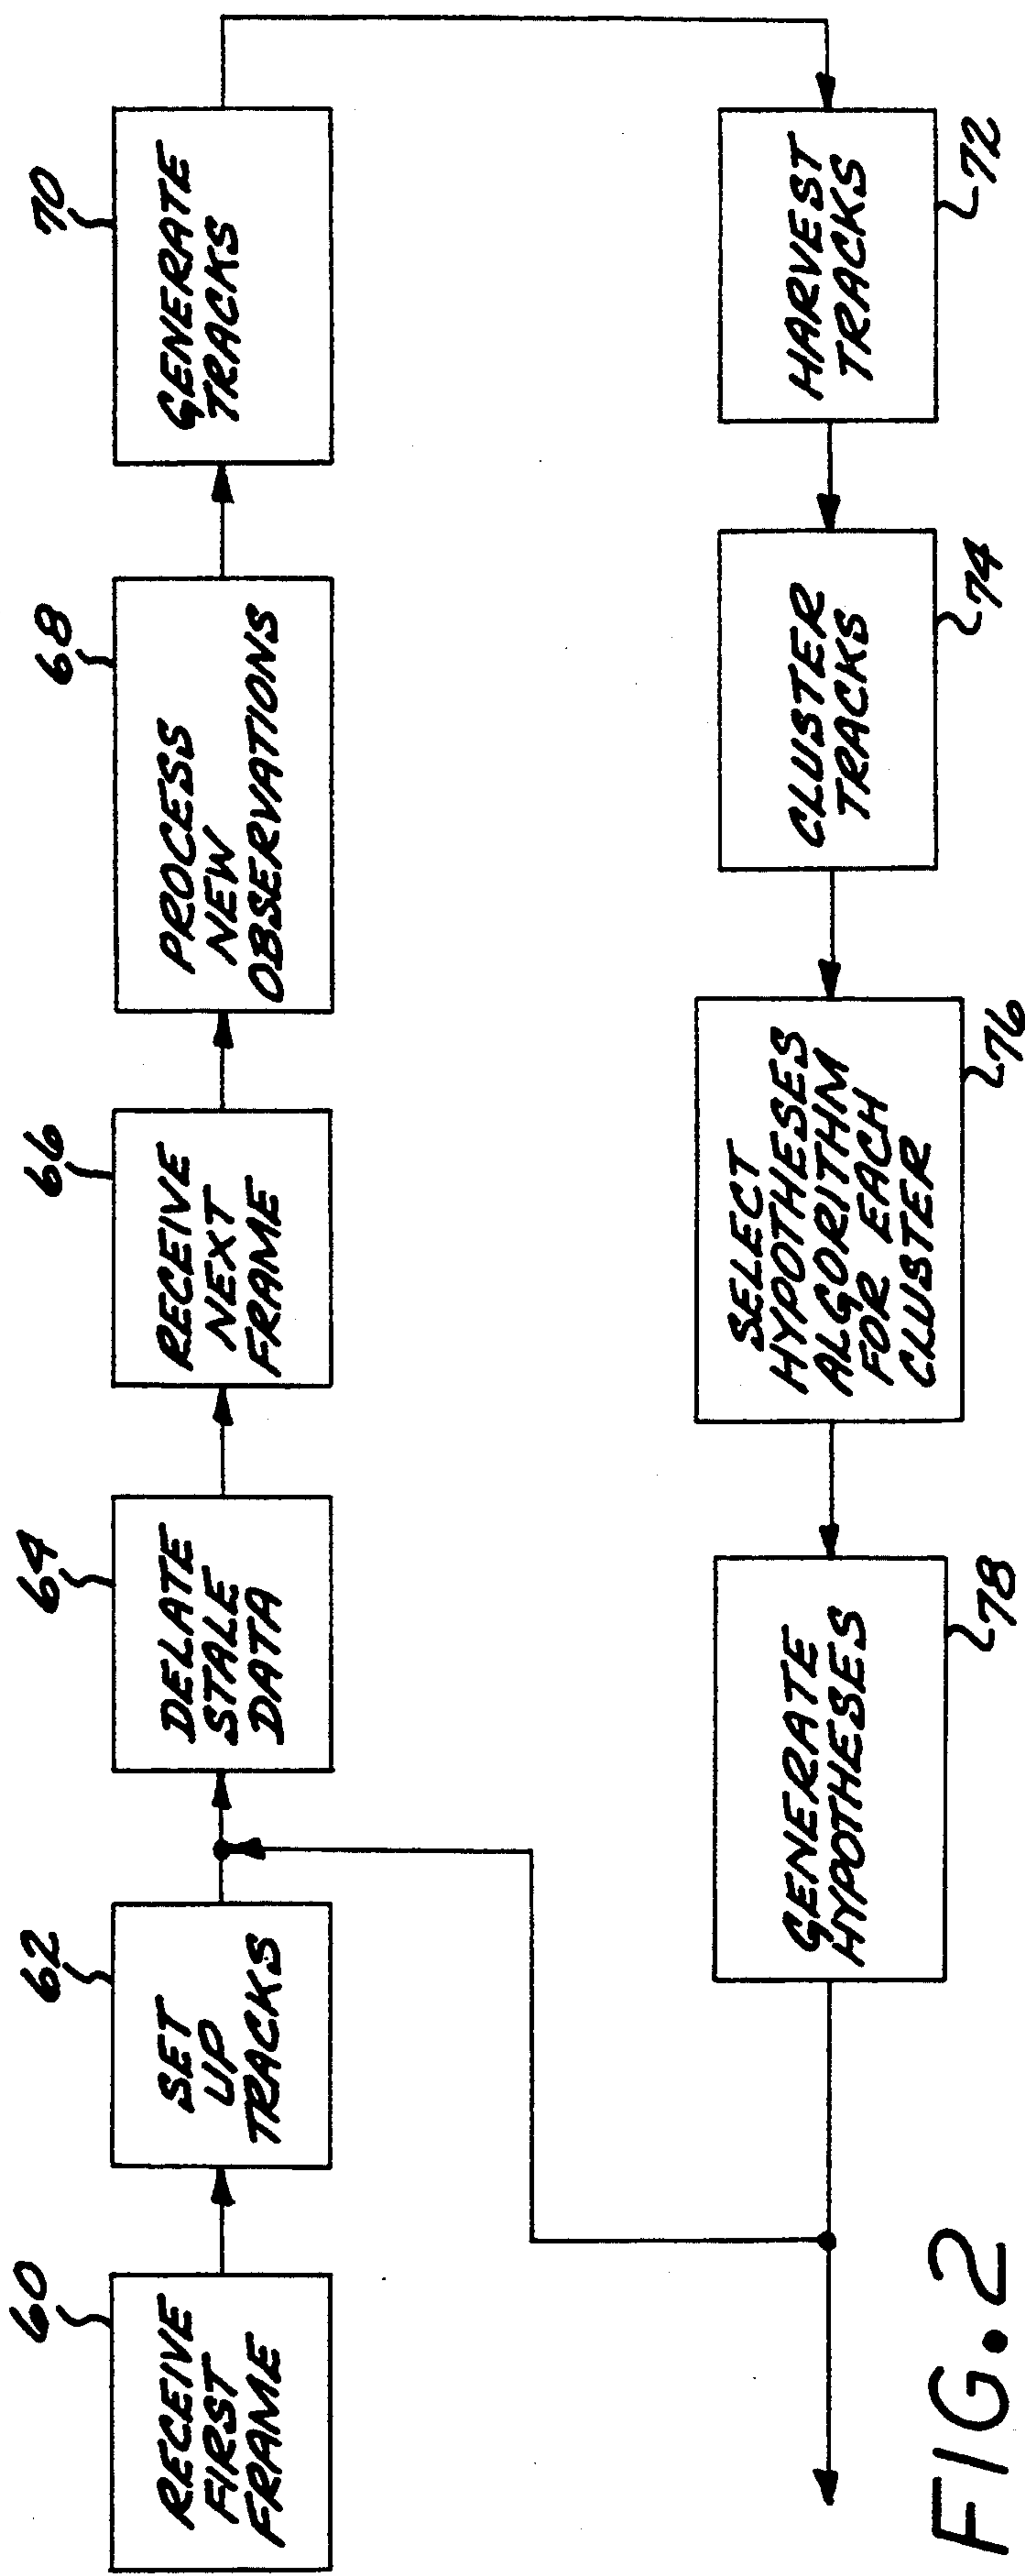 60
RECEIVE
FIRST
FRAME
62
SET
UP
TRACKS
64
DELATE
STALE
DATA
66
RECEIVE
NEXT
FRAME
68
PROCESS
NEW
OBSERVATIONS
70
GENERATE
TRACKS
HARVEST
TRACKS
72
CLUSTER
TRACKS
74
SELECT
HYPOTHESES
ALGORITHM
FOR EACH
CLUSTER
76
GENERATE
HYPOTHESES
78
FIG.2